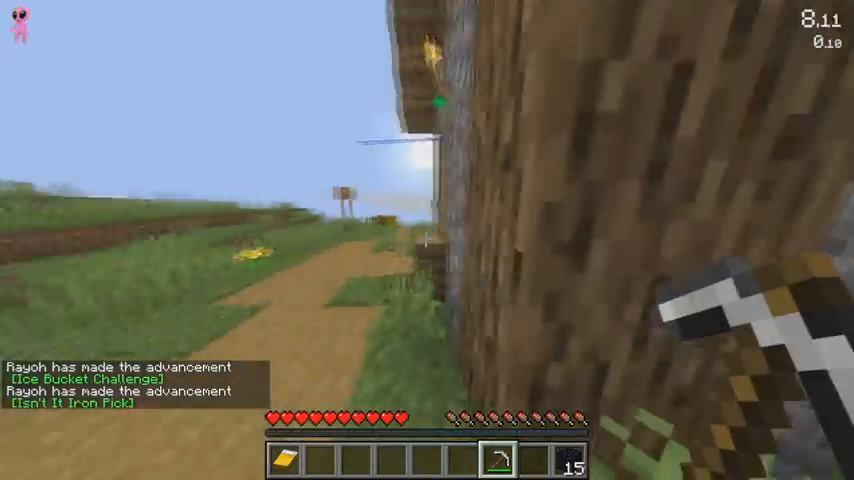 8.11
0.10
Rayoh has made the advancement
[Ice Bucket Challenge]
Rayoh has made the advancement
[Isn't It Iron Pick]
15